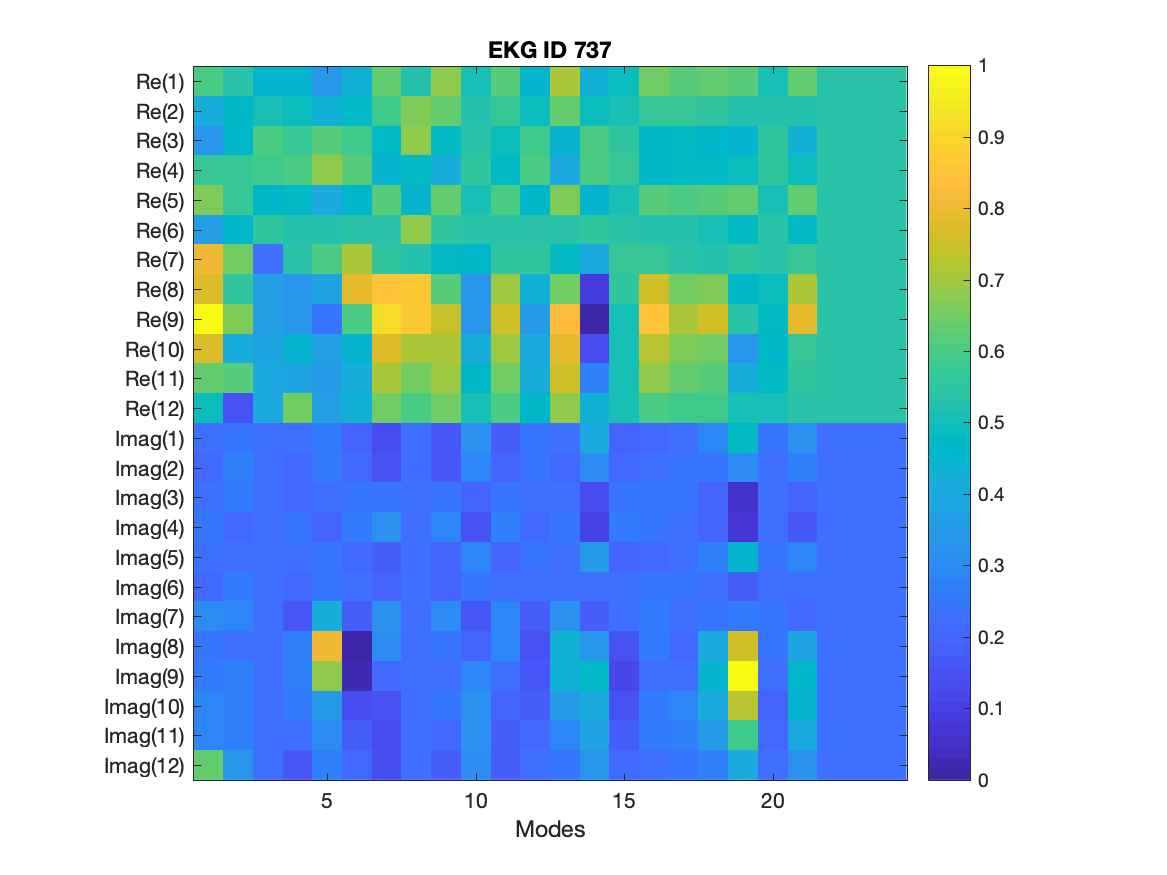 EKG ID 737
Re(1)
Re(2)
Re(3)
Re(4)
Re(5)
Re(6)
Re(7)
Re(8)
Re(9)
Re(10)
Re(11)
Re(12)
Imag(1)
Imag(2)
Imag(3)
Imag(4)
Imag(5)
Imag(6)
Imag(7)
Imag(8)
Imag(9)
Imag(10)
Imag(11)
Imag(12)
5 10 15 20
Modes
1
0.9
0.8
0.7
0.6
0.5
0.4
0.3
0.2
0.1
0